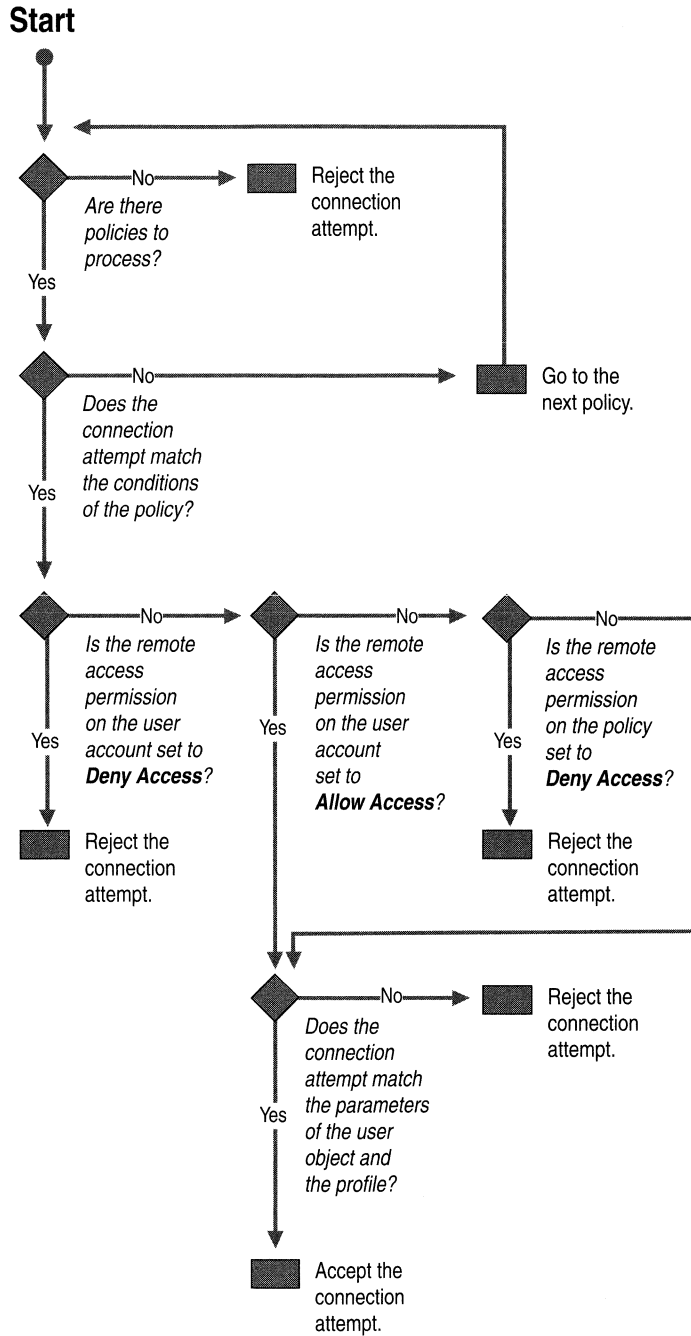 Start
No
Reject the
connection
attempt.
Are there
policies to
process?
Yes
No
Go to the
next policy.
Does the
connection
attempt match
the conditions
of the policy?
Yes
No
Is the remote
access
permission
on the user
account set to
Deny Access?
Yes
Reject the
connection
attempt.
No
Is the remote
access
permission
on the user
account
set to
Allow Access?
Yes
No
Is the remote
access
permission
on the policy
set to
Deny Access?
Yes
Reject the
connection
attempt.
No
Reject the
connection
attempt.
Does the
connection
attempt match
the parameters
of the user
object and
the profile?
Yes
Accept the
connection
attempt.